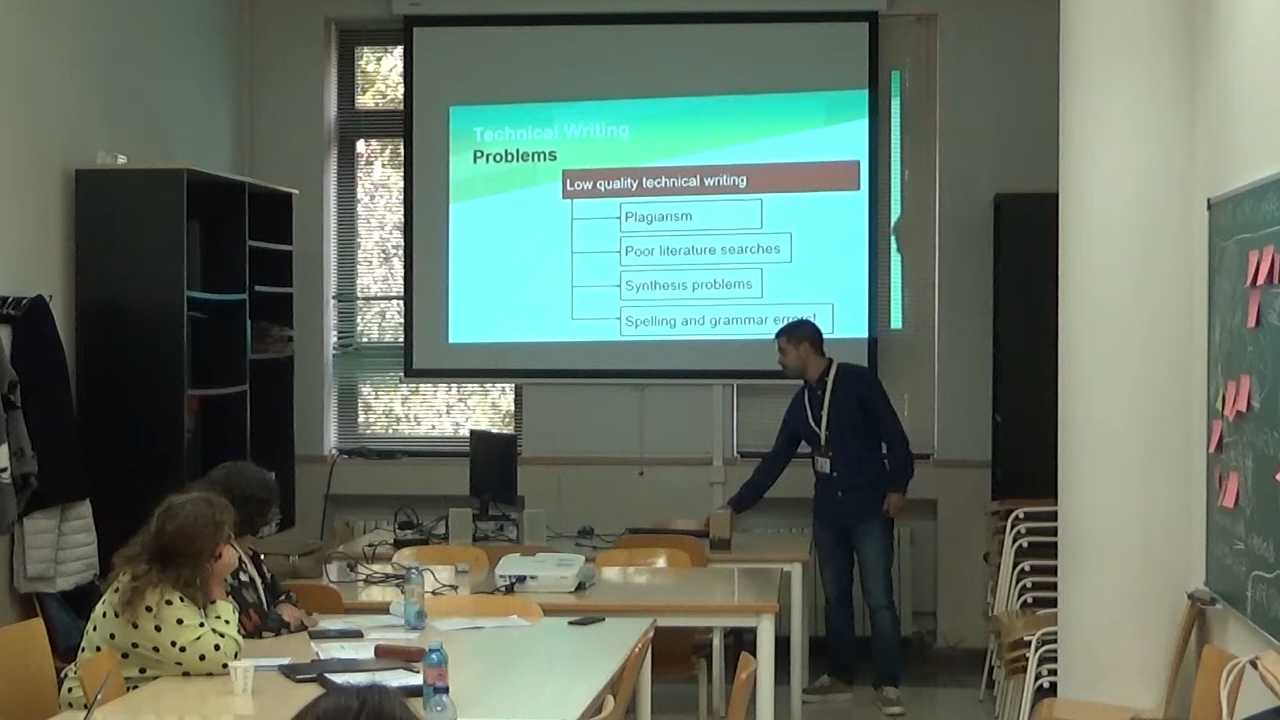 Technical Writing
Problems
Low quality technical writing
Plagiarism
Poor literature searches
Synthesis problems
Spelling and grammar errors!